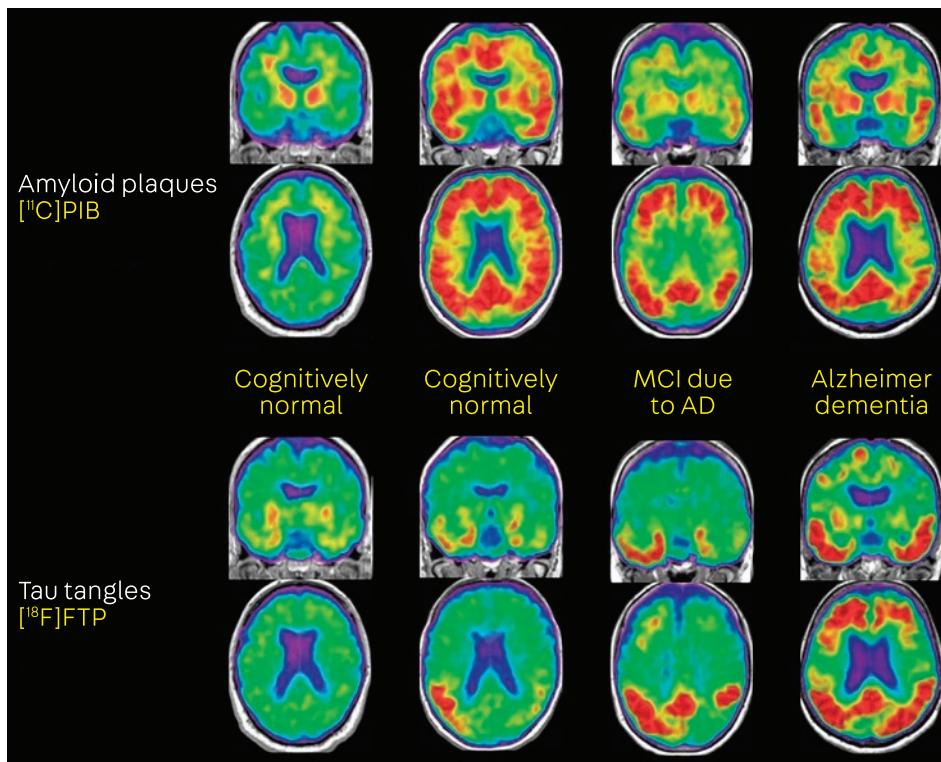 Amyloid plaques
[¹¹C]PIB
Cognitively
normal
Cognitively
normal
MCI due
to AD
Alzheimer
dementia
Tau tangles
[¹⁸F]FTP